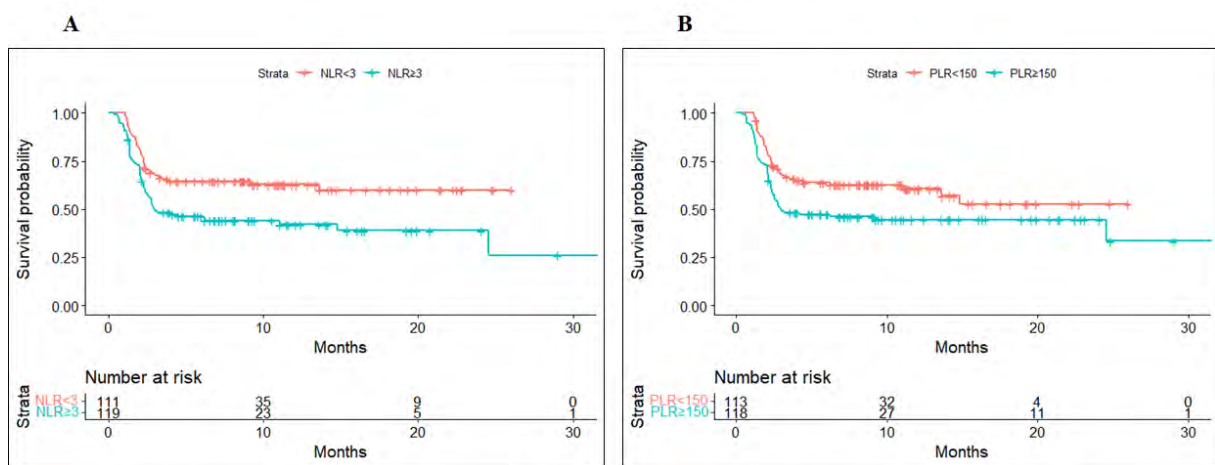 A
Strata NLR<3 NLR≥3
Survival probability
1.00
0.75
0.50
0.25
0.00
0 10 20 30
Months
Number at risk
Strata
NLR<3 111 35 9 0
NLR≥3 119 23 5 1
0 10 20 30
Months
B
Strata PLR<150 PLR≥150
Survival probability
1.00
0.75
0.50
0.25
0.00
0 10 20 30
Months
Number at risk
Strata
PLR<150 113 32 4 0
PLR≥150 118 27 11 1
0 10 20 30
Months